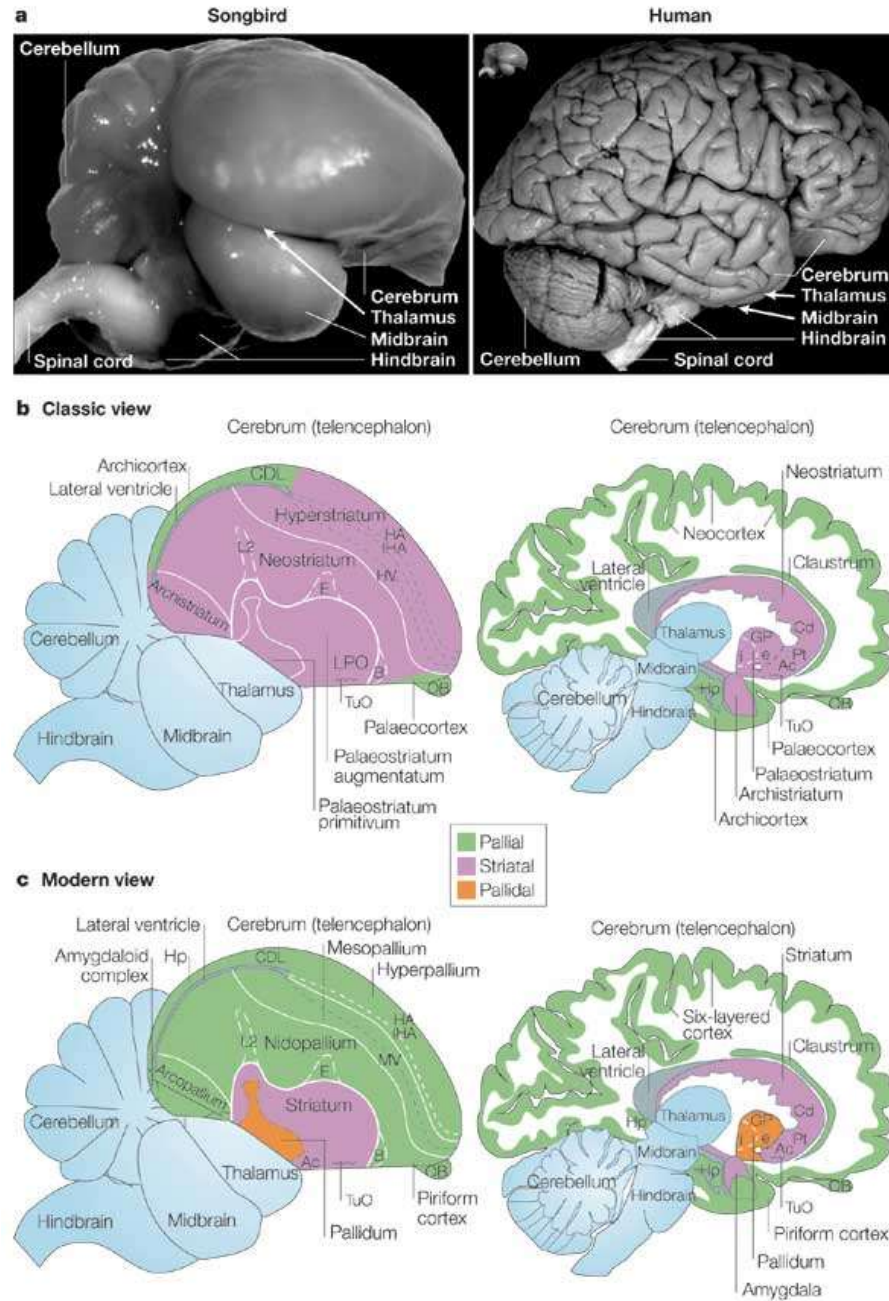 a Songbird Human
Cerebellum
Cerebrum
Thalamus
Midbrain
Hindbrain
Spinal cord
Cerebrum
Thalamus
Midbrain
Hindbrain
Cerebellum
Spinal cord
b Classic view
Cerebrum (telencephalon)
Archicortex
Lateral ventricle
CDL
Hyperstriatum
HA
IHA
HV
L2
Neostriatum
E
Archistriatum
Cerebellum
LPO
B
Thalamus
OB
TuO
Palaeocortex
Hindbrain
Midbrain
Palaeostriatum
augmentatum
Palaeostriatum
primitivum
Cerebrum (telencephalon)
Neostriatum
Neocortex
Lateral
ventricle
Claustrum
Thalamus
Cd
GP
i e
Pt
Ac
Midbrain
Cerebellum
Hp
Hindbrain
OB
TuO
Palaeocortex
Palaeostriatum
Archistriatum
Archicortex
Pallial
Striatal
Pallidal
c Modern view
Lateral ventricle
Cerebrum (telencephalon)
Amygdaloid
complex
Hp
Mesopallium
CDL
Hyperpallium
HA
IHA
L2
Nidopallium
MV
E
Arcopallium
Striatum
Cerebellum
B
Thalamus
Ac
OB
TuO
Piriform
cortex
Hindbrain
Midbrain
Pallidum
Cerebrum (telencephalon)
Striatum
Six-layered
cortex
Lateral
ventricle
Claustrum
Thalamus
Cd
GP
i e
Pt
Ac
Hp
Midbrain
Hp
Cerebellum
Hindbrain
OB
TuO
Piriform cortex
Pallidum
Amygdala